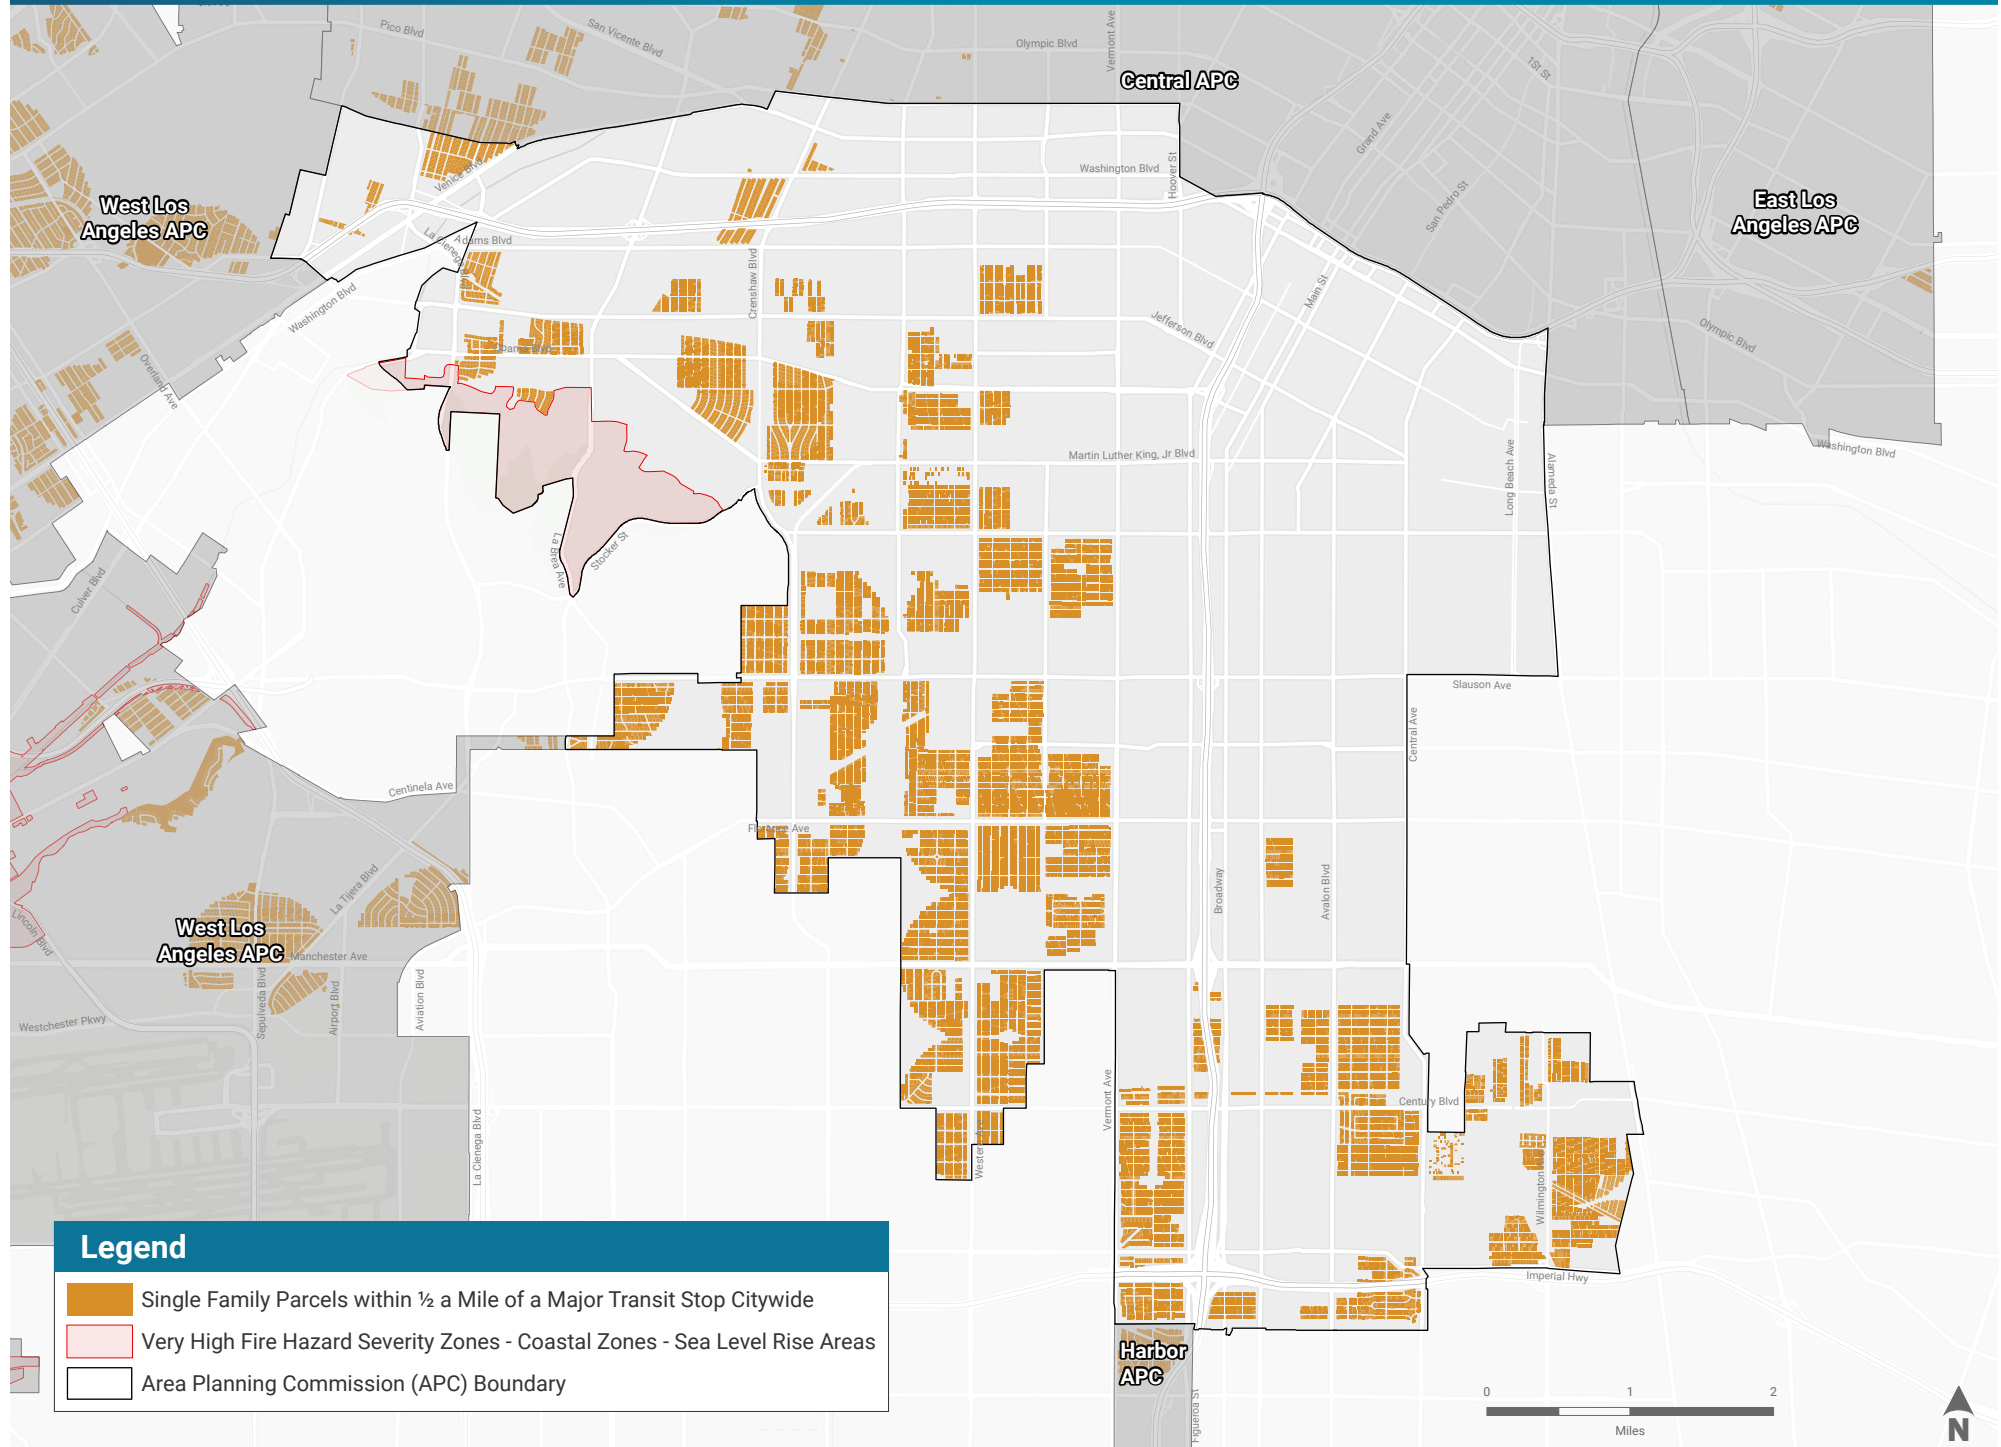 Pico Blvd
San Vicente Blvd
Olympic Blvd
Vermont Ave
1St St
Central APC
Grand Ave
Washington Blvd
Hoover St
Venice Blvd
San Pedro St
West Los
Angeles APC
East Los
Angeles APC
La Cienega Blvd
Adams Blvd
Crenshaw Blvd
Main St
Washington Blvd
Jefferson Blvd
Olympic Blvd
Obama Blvd
Overland Ave
Martin Luther King, Jr Blvd
Long Beach Ave
Alameda St
Washington Blvd
La Brea Ave
Stocker St
Culver Blvd
Slauson Ave
Central Ave
Centinela Ave
Florence Ave
La Tijera Blvd
Broadway
Avalon Blvd
Lincoln Blvd
West Los
Angeles APC
Manchester Ave
Sepulveda Blvd
Airport Blvd
Aviation Blvd
Westchester Pkwy
Vermont Ave
Century Blvd
La Cienega Blvd
Western
Wilmington
Imperial Hwy
Harbor
APC
Figueroa St
Legend
Single Family Parcels within ½ a Mile of a Major Transit Stop Citywide
Very High Fire Hazard Severity Zones - Coastal Zones - Sea Level Rise Areas
Area Planning Commission (APC) Boundary
0 1 2
Miles
N